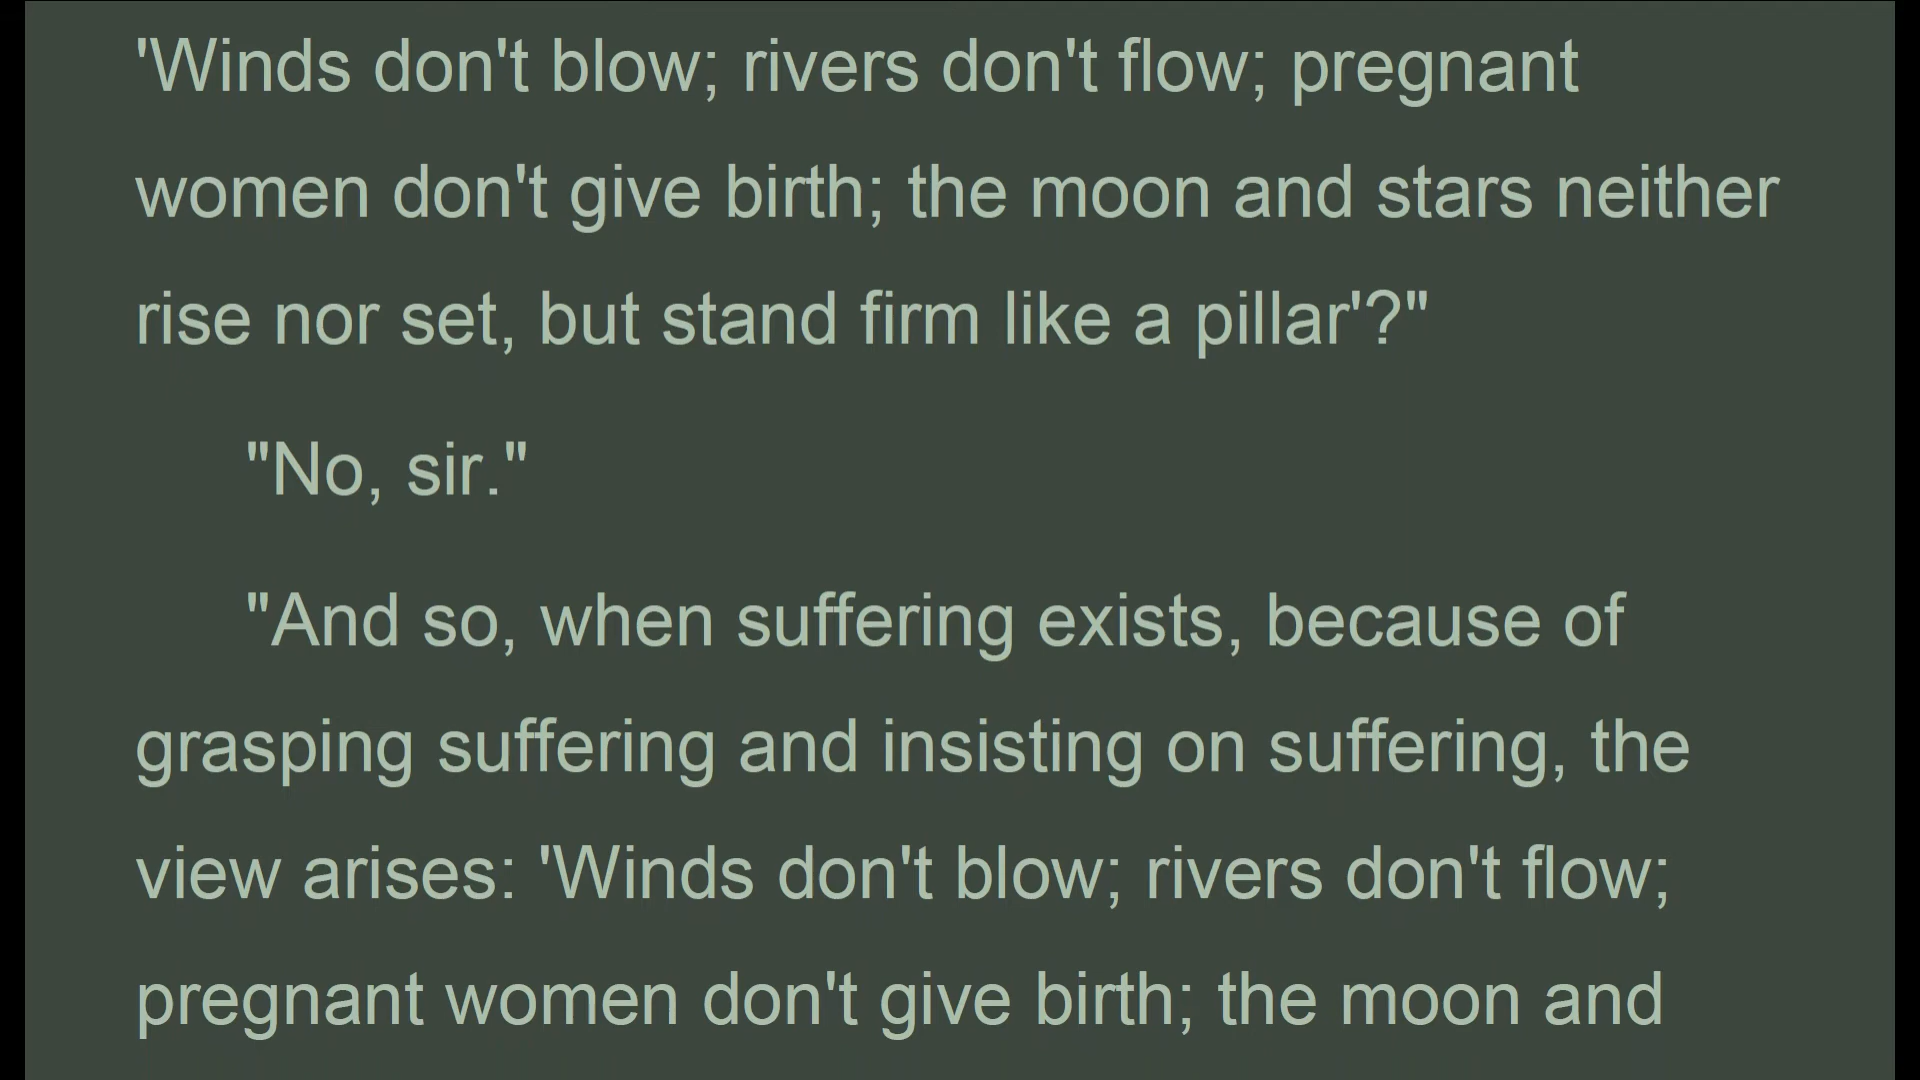 'Winds don't blow; rivers don't flow; pregnant
women don't give birth; the moon and stars neither
rise nor set, but stand firm like a pillar'?"
"No, sir."
"And so, when suffering exists, because of
grasping suffering and insisting on suffering, the
view arises: 'Winds don't blow; rivers don't flow;
pregnant women don't give birth; the moon and